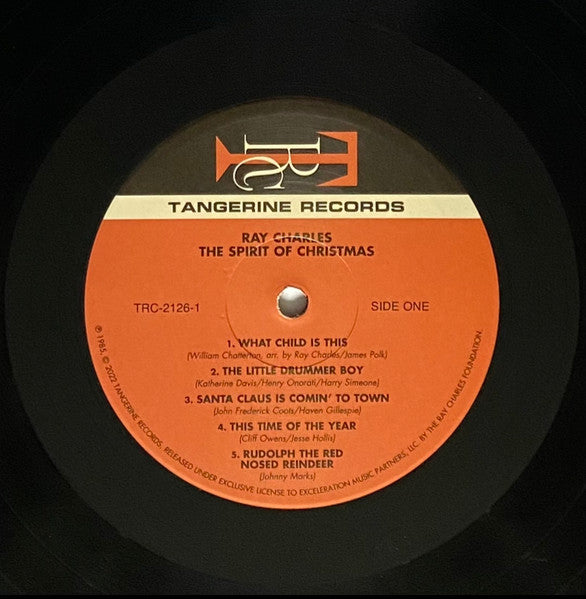 RC
TANGERINE RECORDS
RAY CHARLES
THE SPIRIT OF CHRISTMAS
TRC-2126-1
SIDE ONE
1. WHAT CHILD IS THIS
(William Chatterton, arr. by Ray Charles/James Polk)
2. THE LITTLE DRUMMER BOY
(Katherine Davis/Henry Onorati/Harry Simeone)
3. SANTA CLAUS IS COMIN' TO TOWN
(John Frederick Coots/Haven Gillespie)
4. THIS TIME OF THE YEAR
(Cliff Owens/Jesse Hollis)
5. RUDOLPH THE RED
NOSED REINDEER
(Johnny Marks)
℗ 1985, © 2022 TANGERINE RECORDS. RELEASED UNDER EXCLUSIVE LICENSE TO EXCELERATION MUSIC PARTNERS, LLC. BY THE RAY CHARLES FOUNDATION.